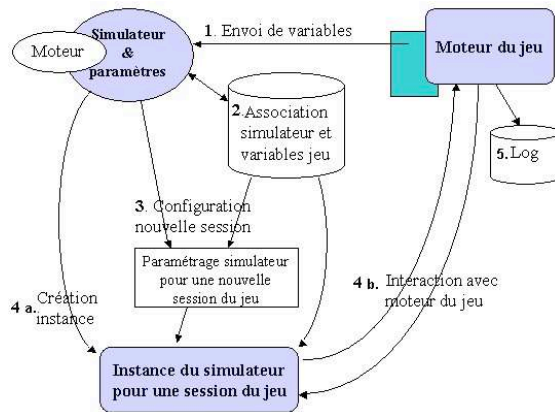 Simulateur
&
paramètres
Moteur
1. Envoi de variables
Moteur du jeu
2.Association
simulateur et
variables jeu
5. Log
3. Configuration
nouvelle session
Paramétrage simulateur
pour une nouvelle
session du jeu
4 a. Création
instance
4 b. Interaction avec
moteur du jeu
Instance du simulateur
pour une session du jeu